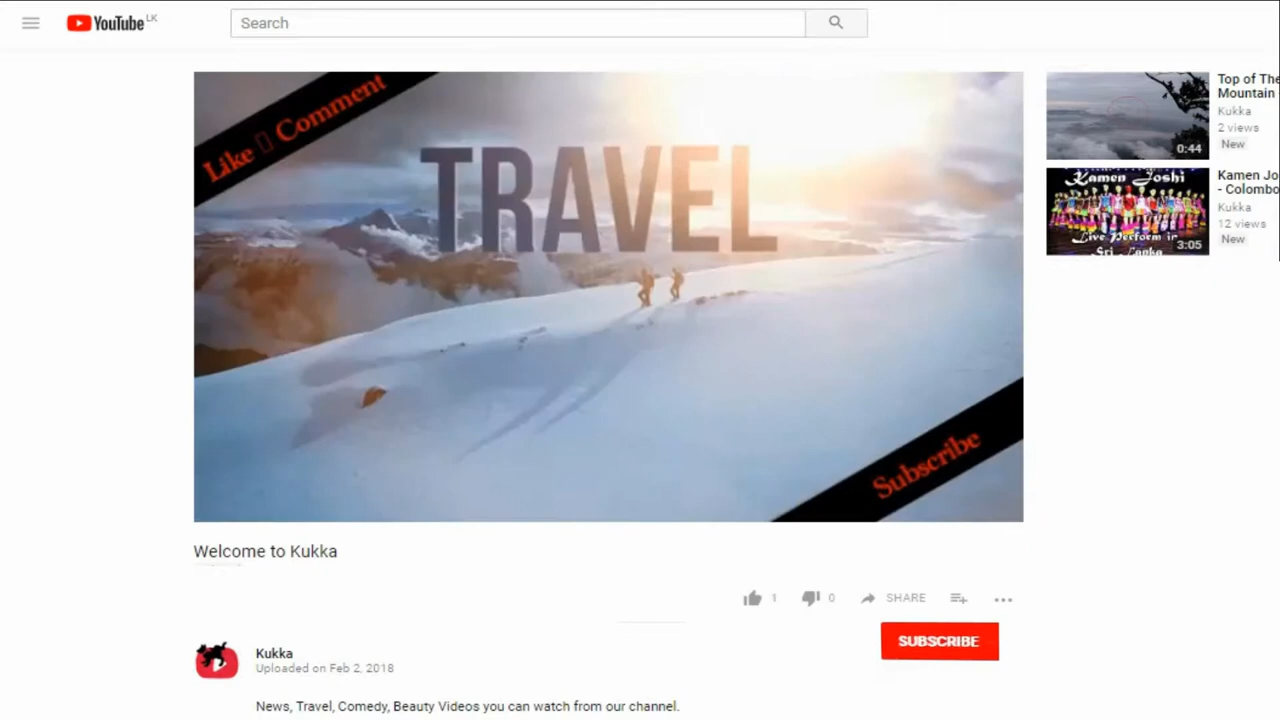 YouTube LK
Search
Like Comment
TRAVEL
Subscribe
Welcome to Kukka
1 0 SHARE
SUBSCRIBE
Kukka
Uploaded on Feb 2, 2018
News, Travel, Comedy, Beauty Videos you can watch from our channel.
Top of The
Mountain -
Kukka
2 views
New
0:44
Kamen Jo
- Colombo
Kukka
12 views
New
Kamen Joshi
Live Perform in
Sri Lanka
3:05